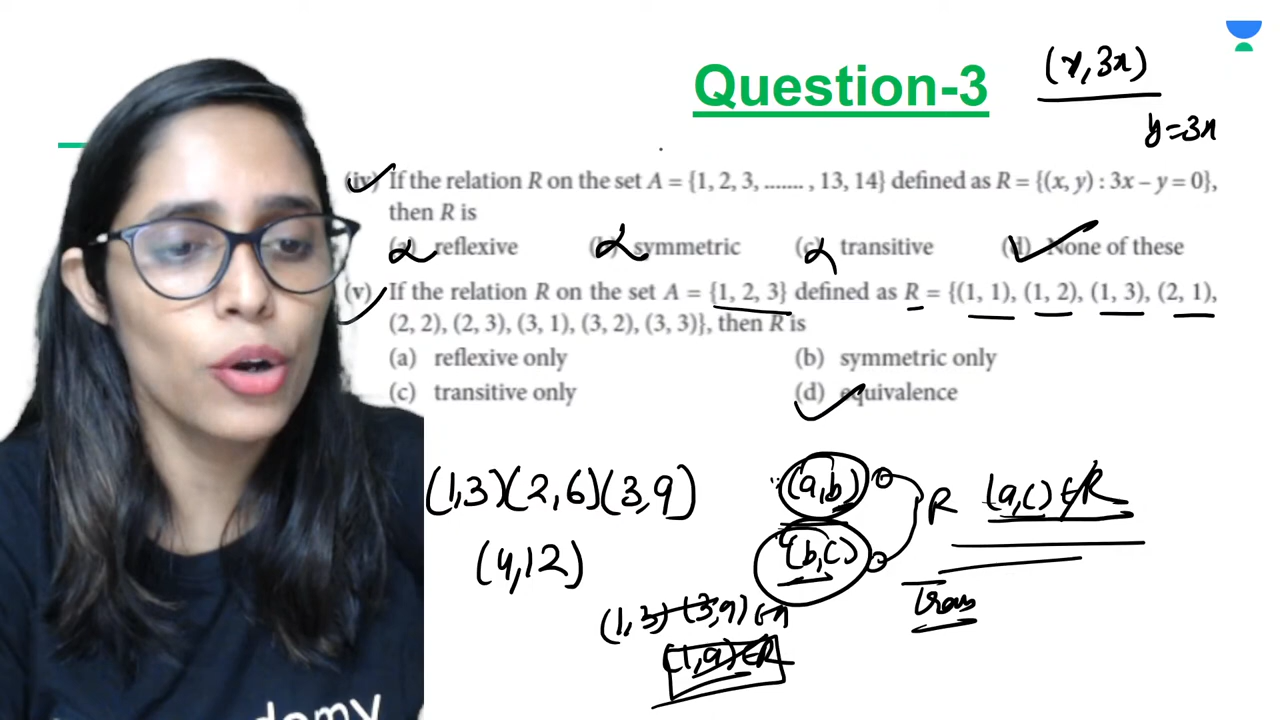 Question-3
(x, 3x)
y=3x
(iv) If the relation R on the set A = {1, 2, 3, ......., 13, 14} defined as R = {(x, y) : 3x – y = 0},
then R is
(a) reflexive (b) symmetric (c) transitive (d) None of these
(v) If the relation R on the set A = {1, 2, 3} defined as R = {(1, 1), (1, 2), (1, 3), (2, 1),
(2, 2), (2, 3), (3, 1), (3, 2), (3, 3)}, then R is
(a) reflexive only (b) symmetric only
(c) transitive only (d) equivalence
(1,3)(2,6)(3,9)
(4,12)
(a,b)
(b,c)
R (a,c) ∉ R
Tran
(1,3) (3,9) ∈ R
(1,9) ∉ R
demy